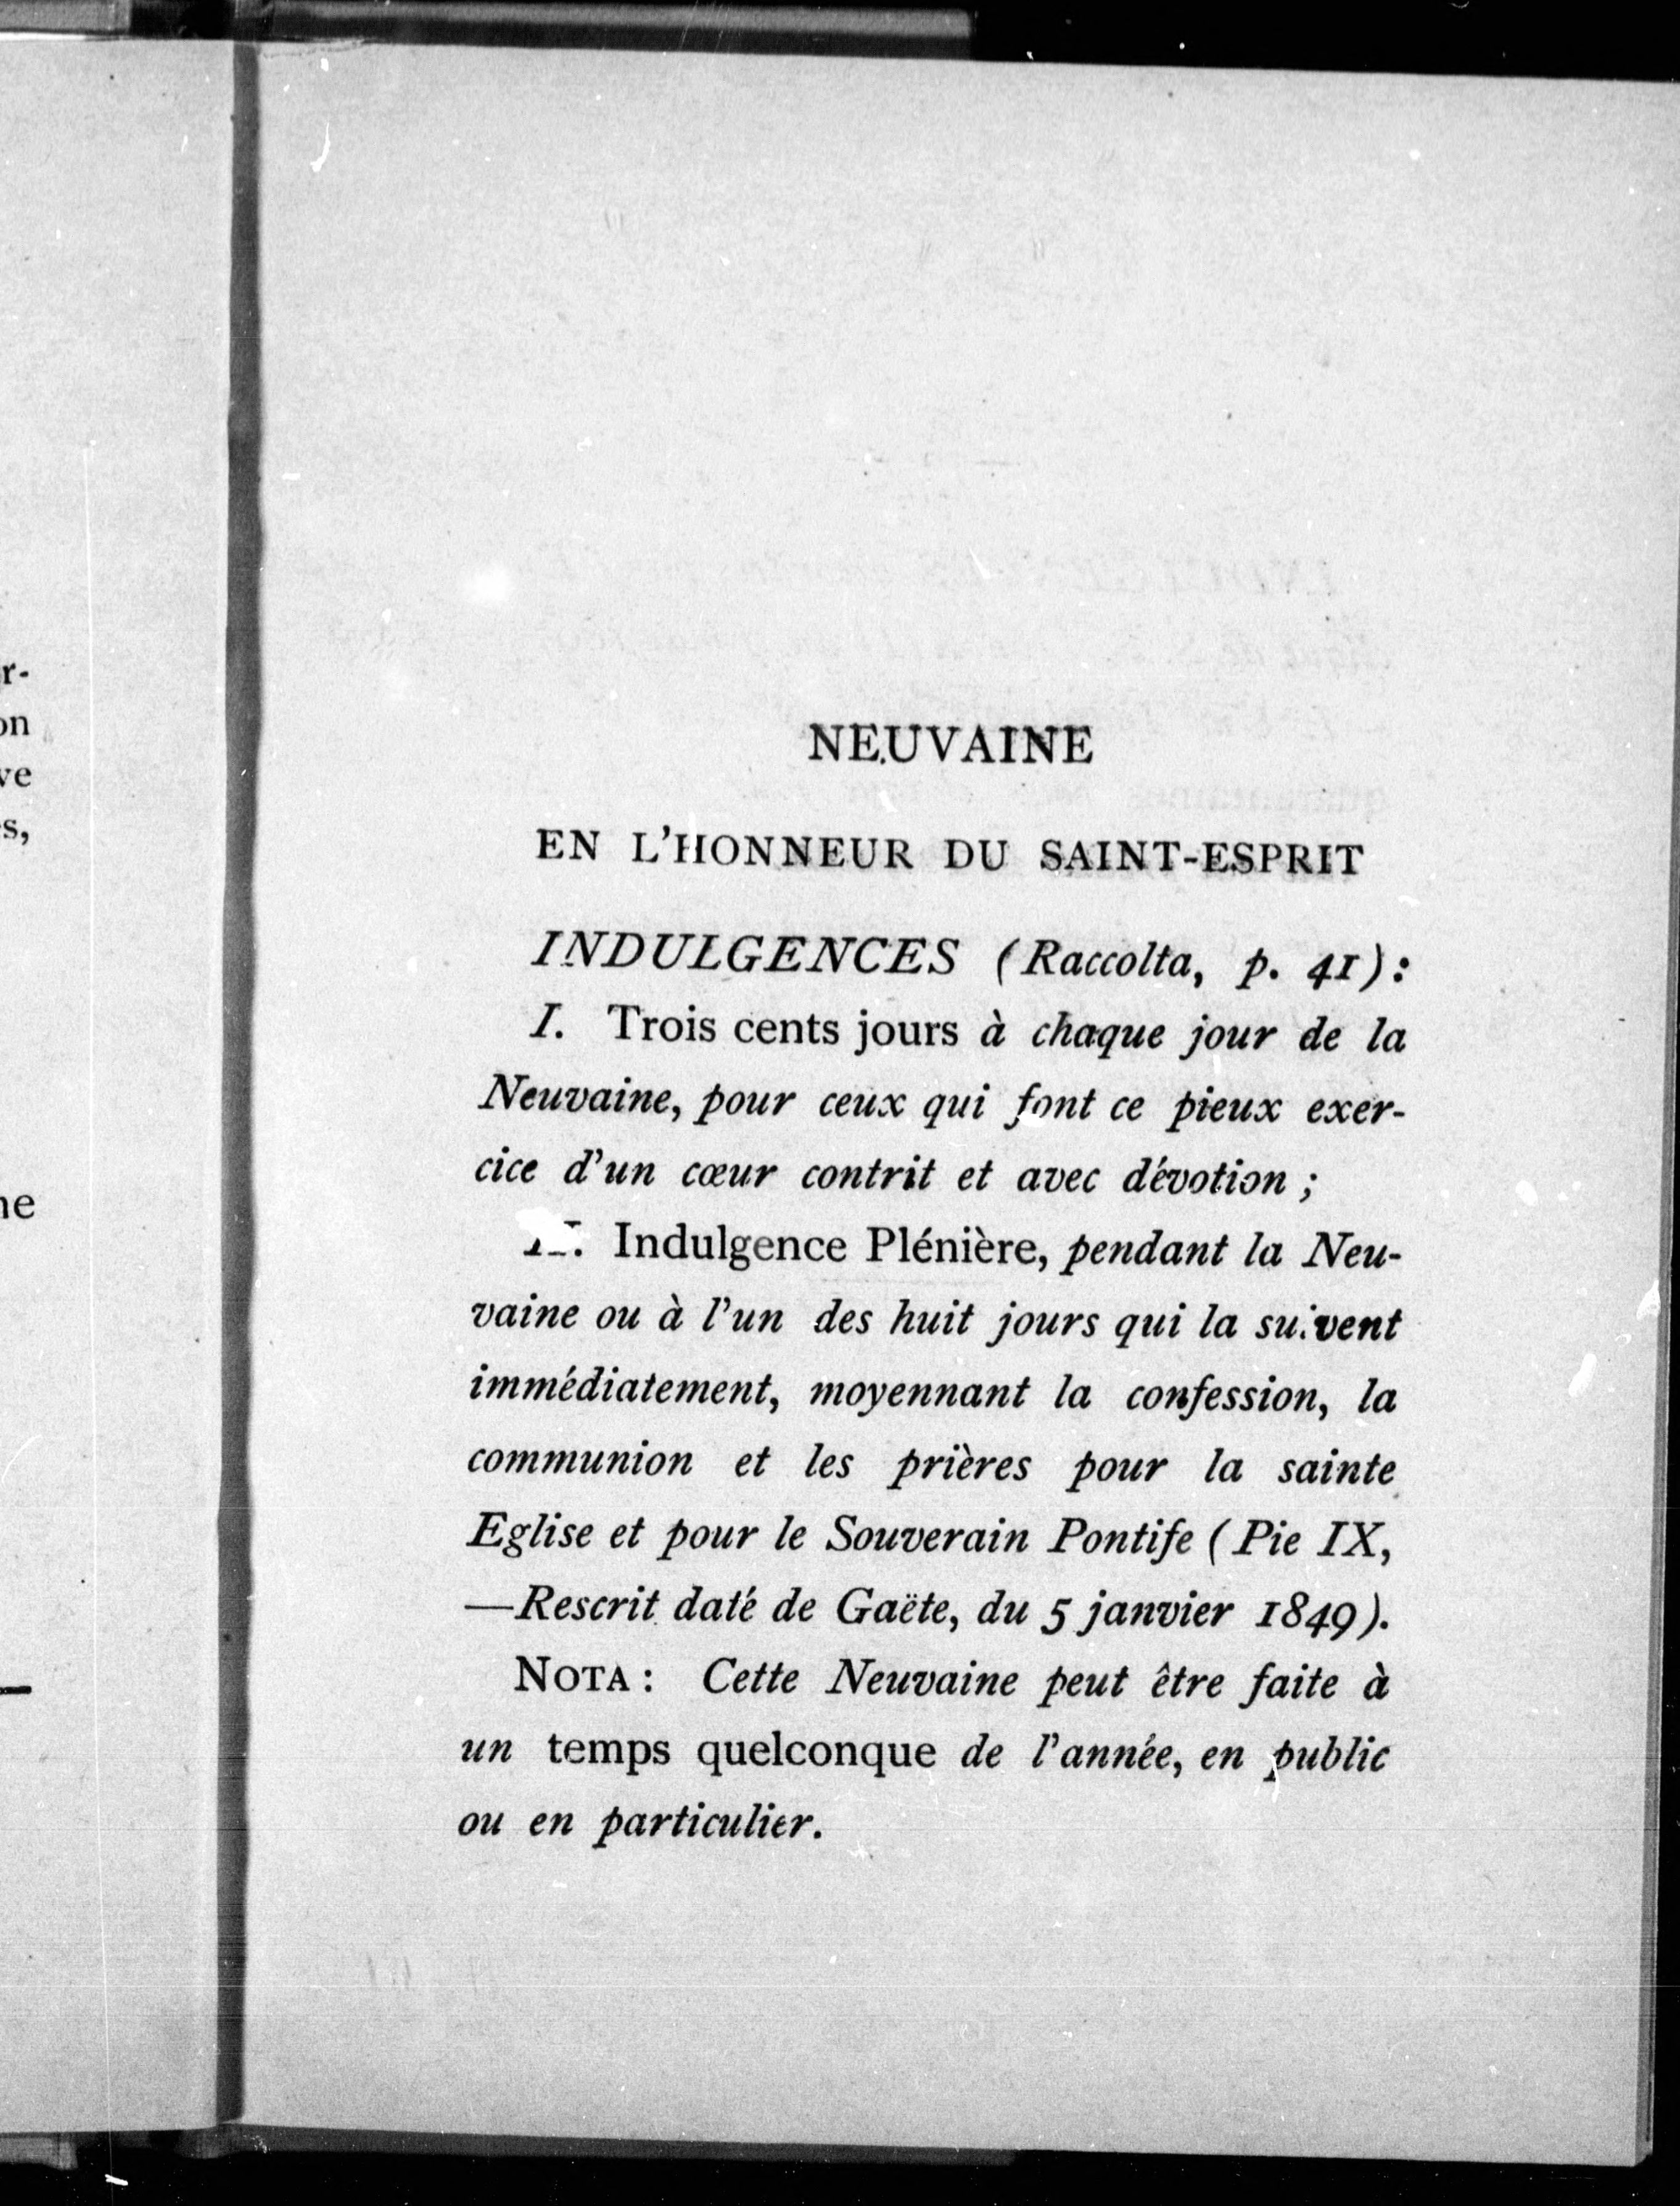 NEUVAINE
EN L'HONNEUR DU SAINT-ESPRIT
INDULGENCES (Raccolta, p. 41):
I. Trois cents jours à chaque jour de la
Neuvaine, pour ceux qui font ce pieux exer-
cice d'un cœur contrit et avec dévotion ;
II. Indulgence Plénière, pendant la Neu-
vaine ou à l'un des huit jours qui la suivent
immédiatement, moyennant la confession, la
communion et les prières pour la sainte
Eglise et pour le Souverain Pontife (Pie IX,
—Rescrit daté de Gaëte, du 5 janvier 1849).
NOTA : Cette Neuvaine peut être faite à
un temps quelconque de l'année, en public
ou en particulier.